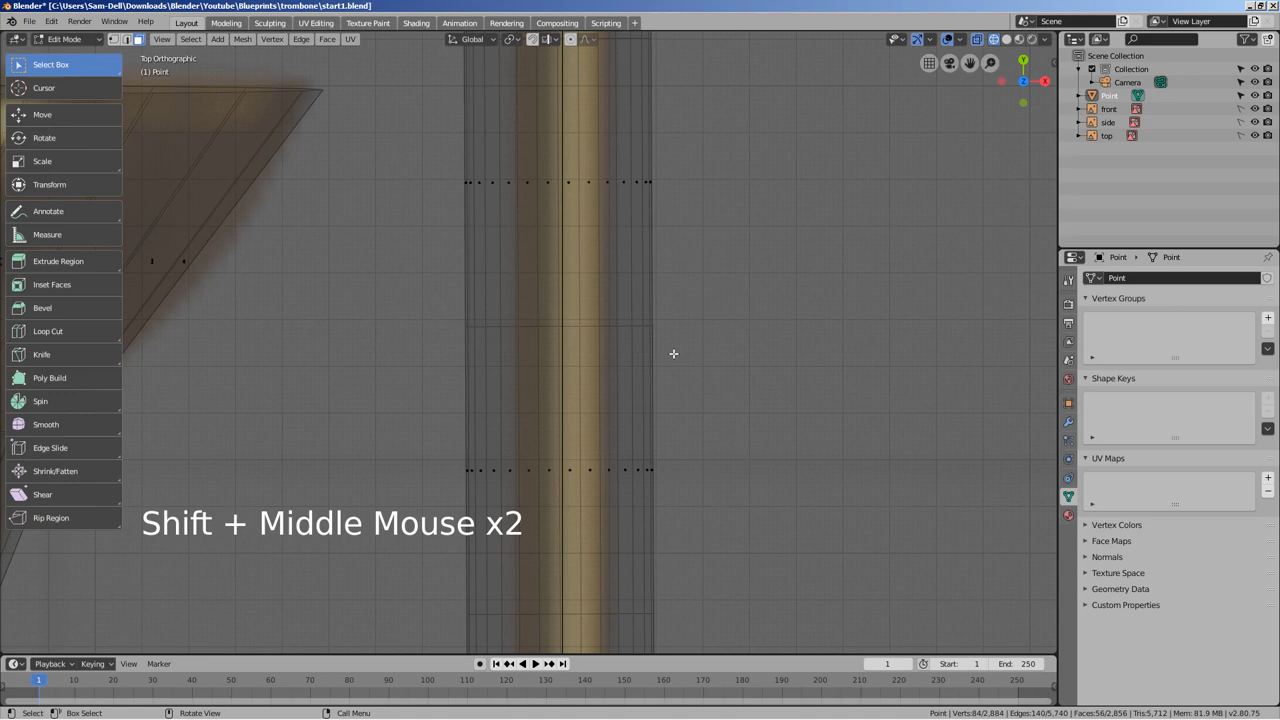 Blender* [C:\Users\Sam-Dell\Downloads\Blender\Youtube\Blueprints\trombone\start1.blend]
File Edit Render Window Help Layout Modeling Sculpting UV Editing Texture Paint Shading Animation Rendering Compositing Scripting + Scene View Layer
Edit Mode View Select Add Mesh Vertex Edge Face UV Global
Select Box
Cursor
Move
Rotate
Scale
Transform
Annotate
Measure
Extrude Region
Inset Faces
Bevel
Loop Cut
Knife
Poly Build
Spin
Smooth
Edge Slide
Shrink/Fatten
Shear
Rip Region
Top Orthographic
(1) Point
Y
Z
X
Shift + Middle Mouse x2
Scene Collection
Collection
Camera
Point
front
side
top
Point Point
Point
Vertex Groups
Shape Keys
UV Maps
Vertex Colors
Face Maps
Normals
Texture Space
Geometry Data
Custom Properties
Playback Keying View Marker 1 Start: 1 End: 250
1 10 20 30 40 50 60 70 80 90 100 110 120 130 140 150 160 170 180 190 200 210 220 230 240 250
Select Box Select Rotate View Call Menu Point | Verts:84/2,884 | Edges:140/5,740 | Faces:56/2,856 | Tris:5,712 | Mem: 81.9 MB | v2.80.75